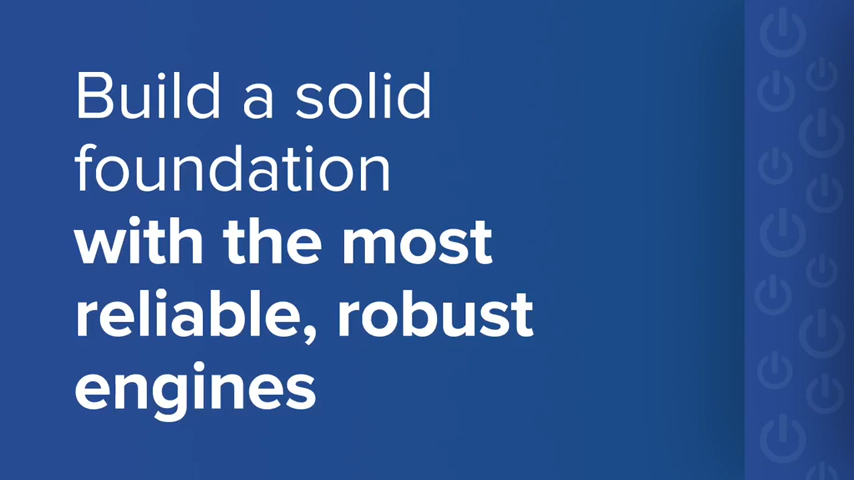 Build a solid
foundation
with the most
reliable, robust
engines